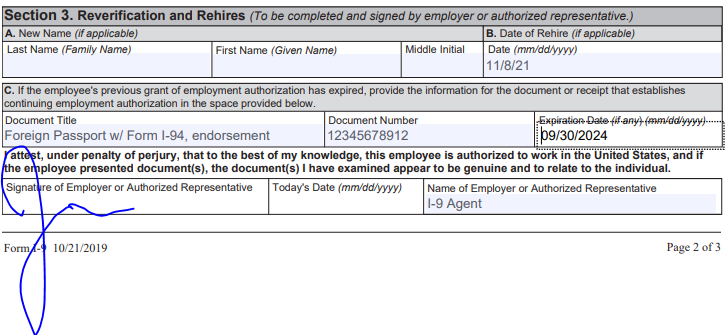 Section 3. Reverification and Rehires (To be completed and signed by employer or authorized representative.)
A. New Name (if applicable)
B. Date of Rehire (if applicable)
Last Name (Family Name)
First Name (Given Name)
Middle Initial
Date (mm/dd/yyyy)
11/8/21
C. If the employee's previous grant of employment authorization has expired, provide the information for the document or receipt that establishes
continuing employment authorization in the space provided below.
Document Title
Document Number
Expiration Date (if any) (mm/dd/yyyy)
Foreign Passport w/ Form I-94, endorsement
12345678912
09/30/2024
I attest, under penalty of perjury, that to the best of my knowledge, this employee is authorized to work in the United States, and if
the employee presented document(s), the document(s) I have examined appear to be genuine and to relate to the individual.
Signature of Employer or Authorized Representative
Today's Date (mm/dd/yyyy)
Name of Employer or Authorized Representative
I-9 Agent
Form I-9 10/21/2019
Page 2 of 3